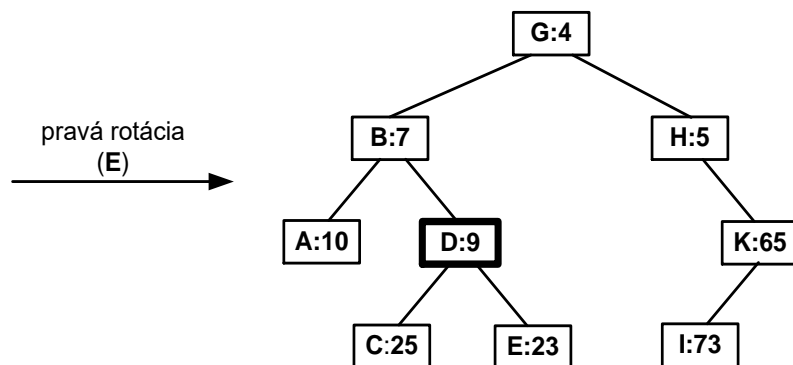 G:4
pravá rotácia
(E)
B:7
H:5
A:10
D:9
K:65
C:25
E:23
I:73